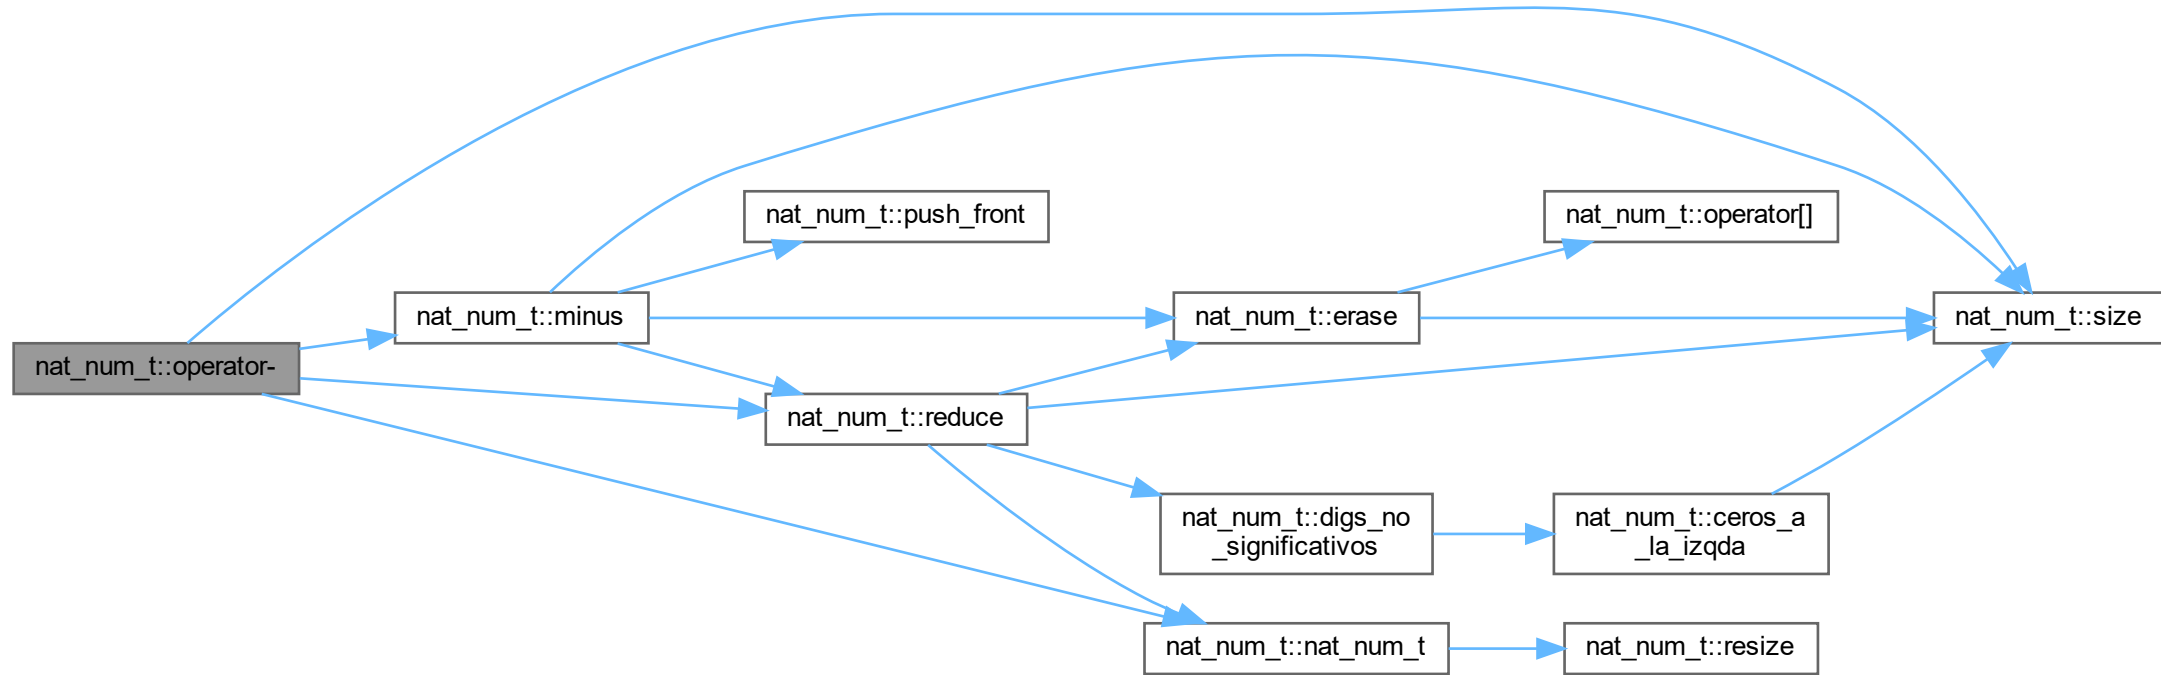 nat_num_t::operator-
nat_num_t::minus
nat_num_t::push_front
nat_num_t::reduce
nat_num_t::erase
nat_num_t::digs_no
_significativos
nat_num_t::nat_num_t
nat_num_t::operator[]
nat_num_t::ceros_a
_la_izqda
nat_num_t::resize
nat_num_t::size